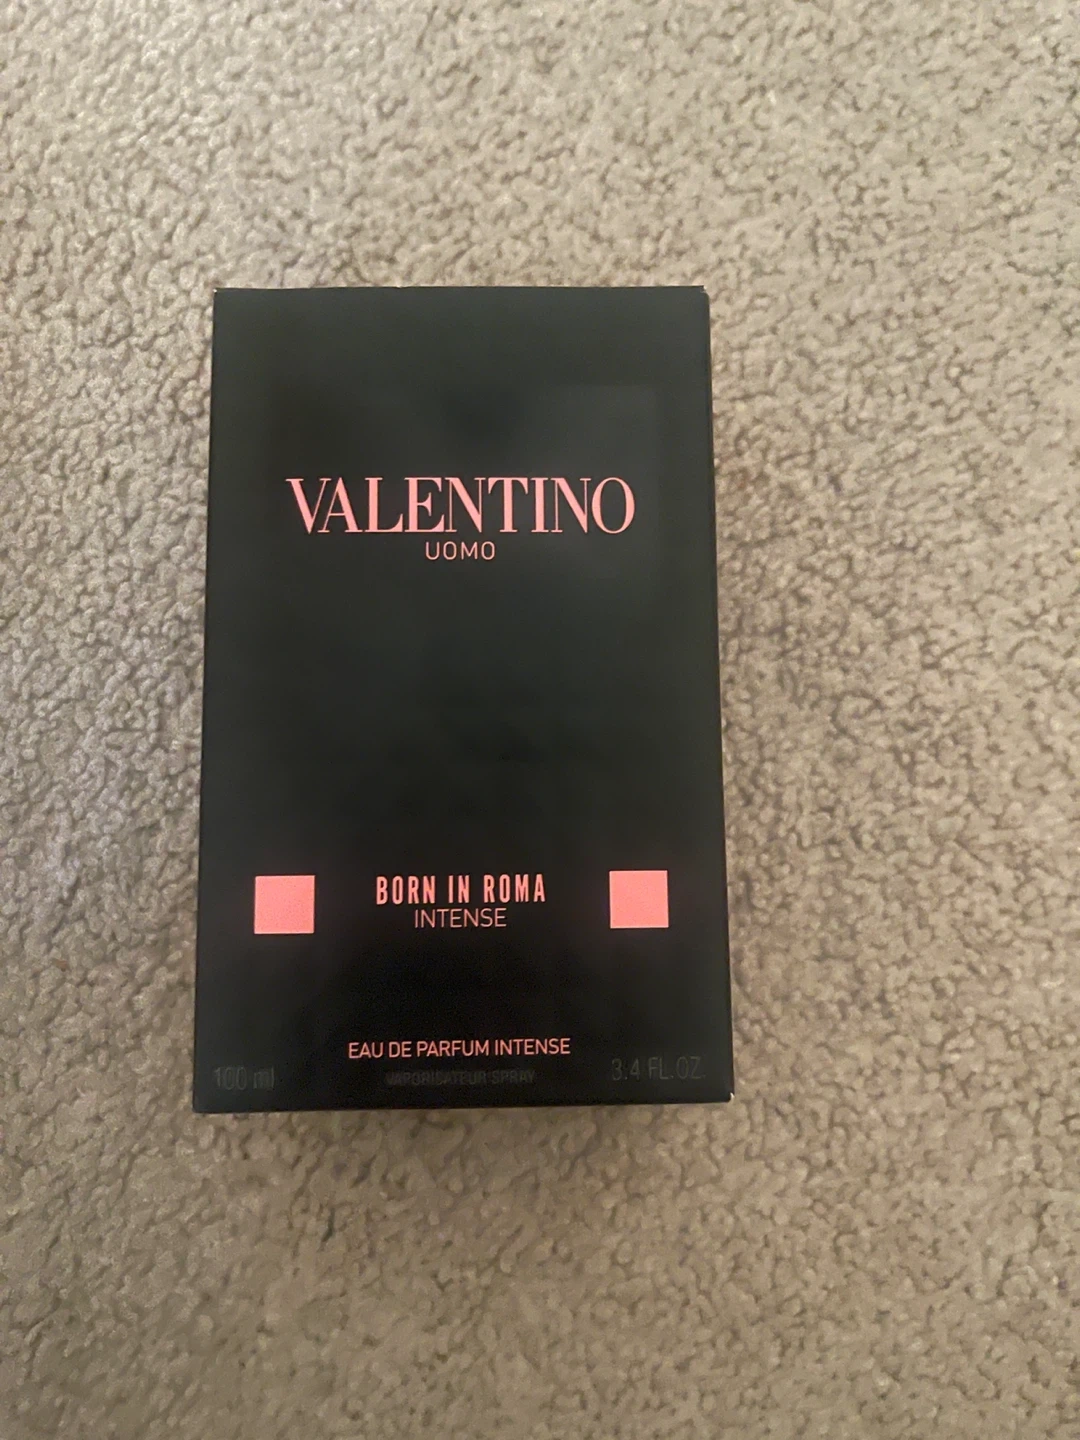 VALENTINO
UOMO
BORN IN ROMA
INTENSE
EAU DE PARFUM INTENSE
100 ml VAPORISATEUR SPRAY 3.4 FL.OZ.